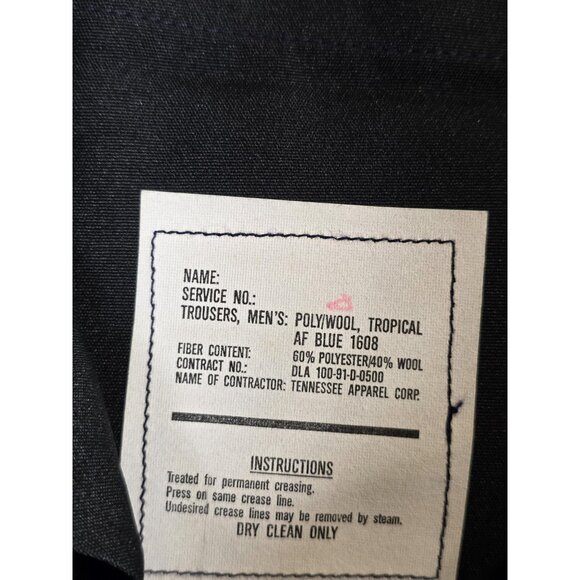 NAME:
SERVICE NO.:
TROUSERS, MEN'S: POLY/WOOL, TROPICAL
AF BLUE 1608
FIBER CONTENT: 60% POLYESTER/40% WOOL
CONTRACT NO.: DLA 100-91-D-0500
NAME OF CONTRACTOR: TENNESSEE APPAREL CORP.
INSTRUCTIONS
Treated for permanent creasing.
Press on same crease line.
Undesired crease lines may be removed by steam.
DRY CLEAN ONLY